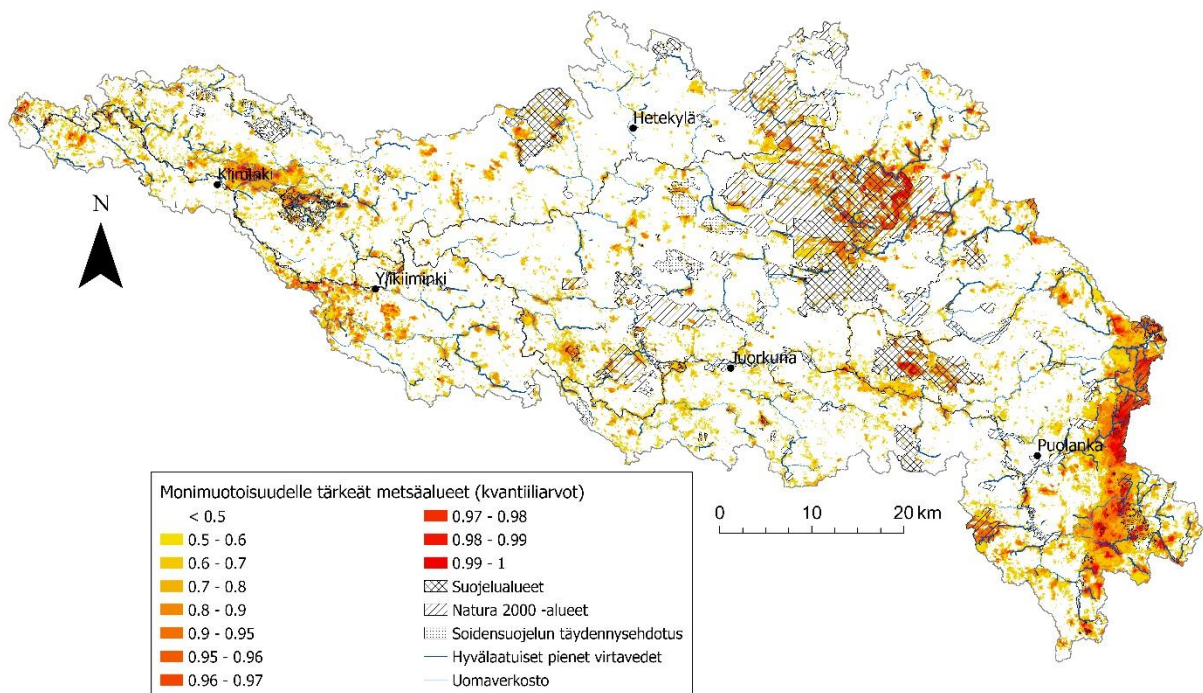 Hetekylä
Kiiminki
N
Ylikiiminki
Juorkuna
Puolanka
Monimuotoisuudelle tärkeät metsäalueet (kvantiiliarvot)
< 0.5
0.5 - 0.6
0.6 - 0.7
0.7 - 0.8
0.8 - 0.9
0.9 - 0.95
0.95 - 0.96
0.96 - 0.97
0.97 - 0.98
0.98 - 0.99
0.99 - 1
Suojelualueet
Natura 2000 -alueet
Soidensuojelun täydennysehdotus
Hyvälaatuiset pienet virtavedet
Uomaverkosto
0 10 20 km